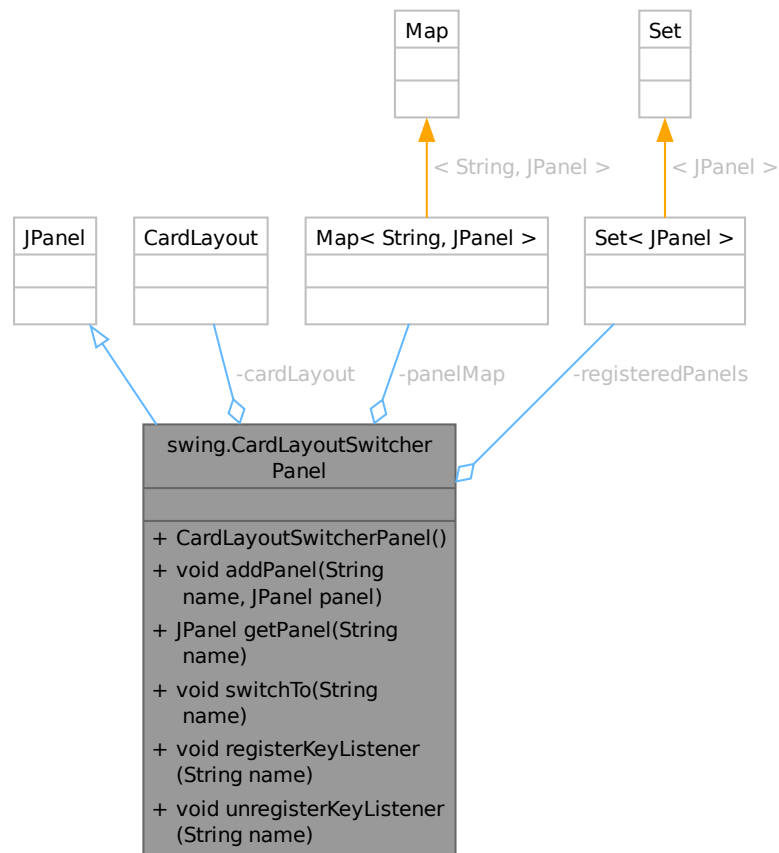 Map
Set
< String, JPanel >
< JPanel >
JPanel
CardLayout
Map< String, JPanel >
Set< JPanel >
-cardLayout
-panelMap
-registeredPanels
swing.CardLayoutSwitcher
Panel
+ CardLayoutSwitcherPanel()
+ void addPanel(String
name, JPanel panel)
+ JPanel getPanel(String
name)
+ void switchTo(String
name)
+ void registerKeyListener
(String name)
+ void unregisterKeyListener
(String name)